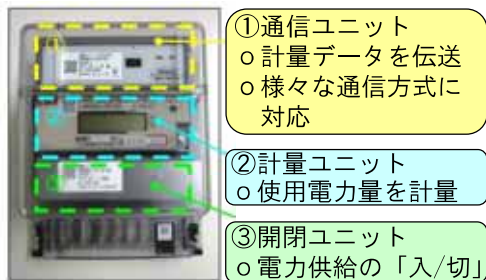 ①通信ユニット
o 計量データを伝送
o 様々な通信方式に
対応
②計量ユニット
o 使用電力量を計量
③開閉ユニット
o 電力供給の「入/切」